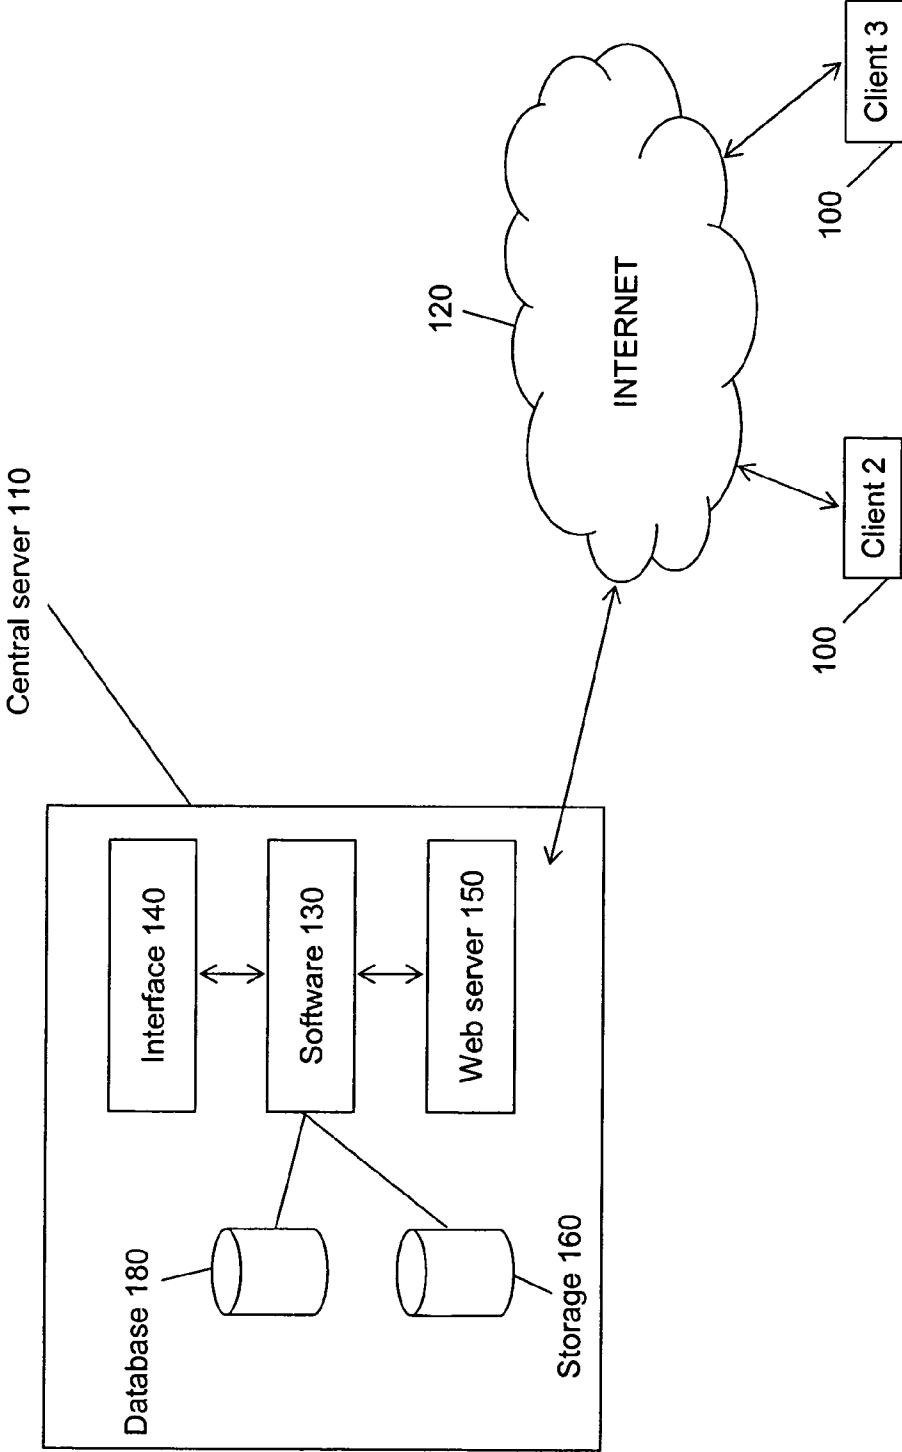 Central server 110
Database 180
Interface 140
Software 130
Web server 150
Storage 160
120
INTERNET
100
Client 2
100
Client 3